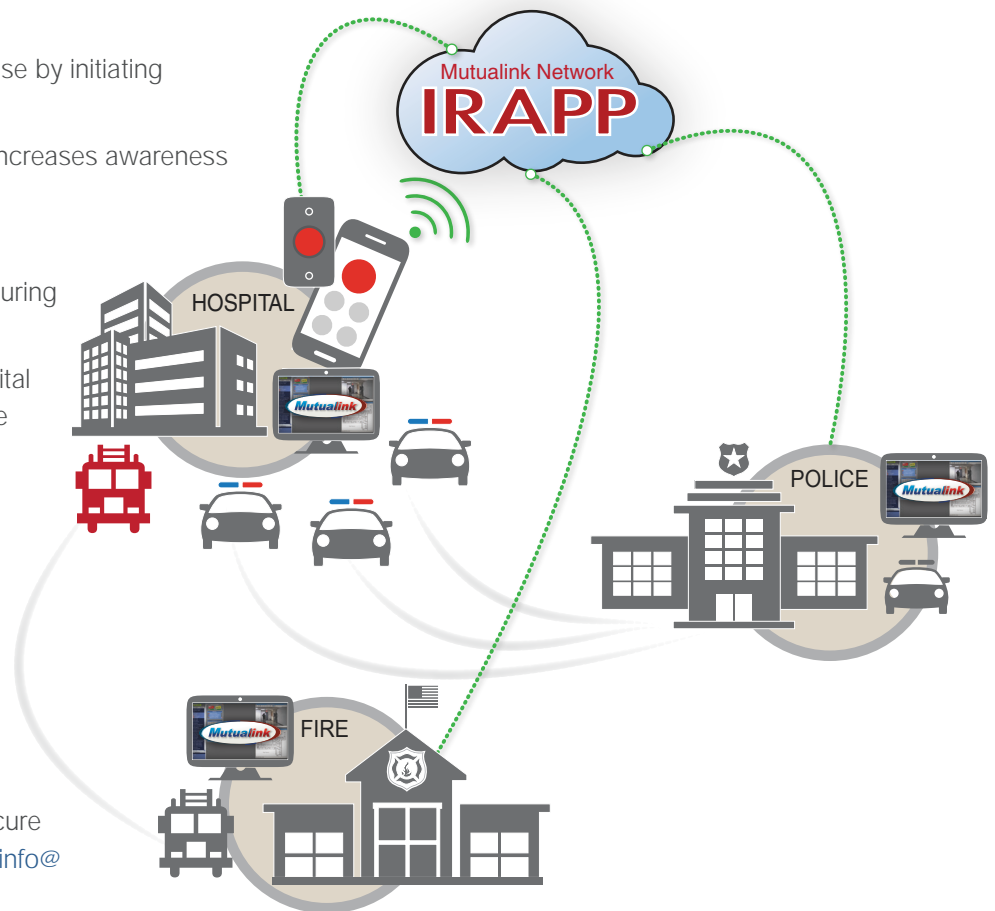 se by initiating
Mutualink Network
IRAPP
ncreases awareness
uring
HOSPITAL
ital
Mutualink
e
POLICE
Mutualink
FIRE
Mutualink
cure
info@